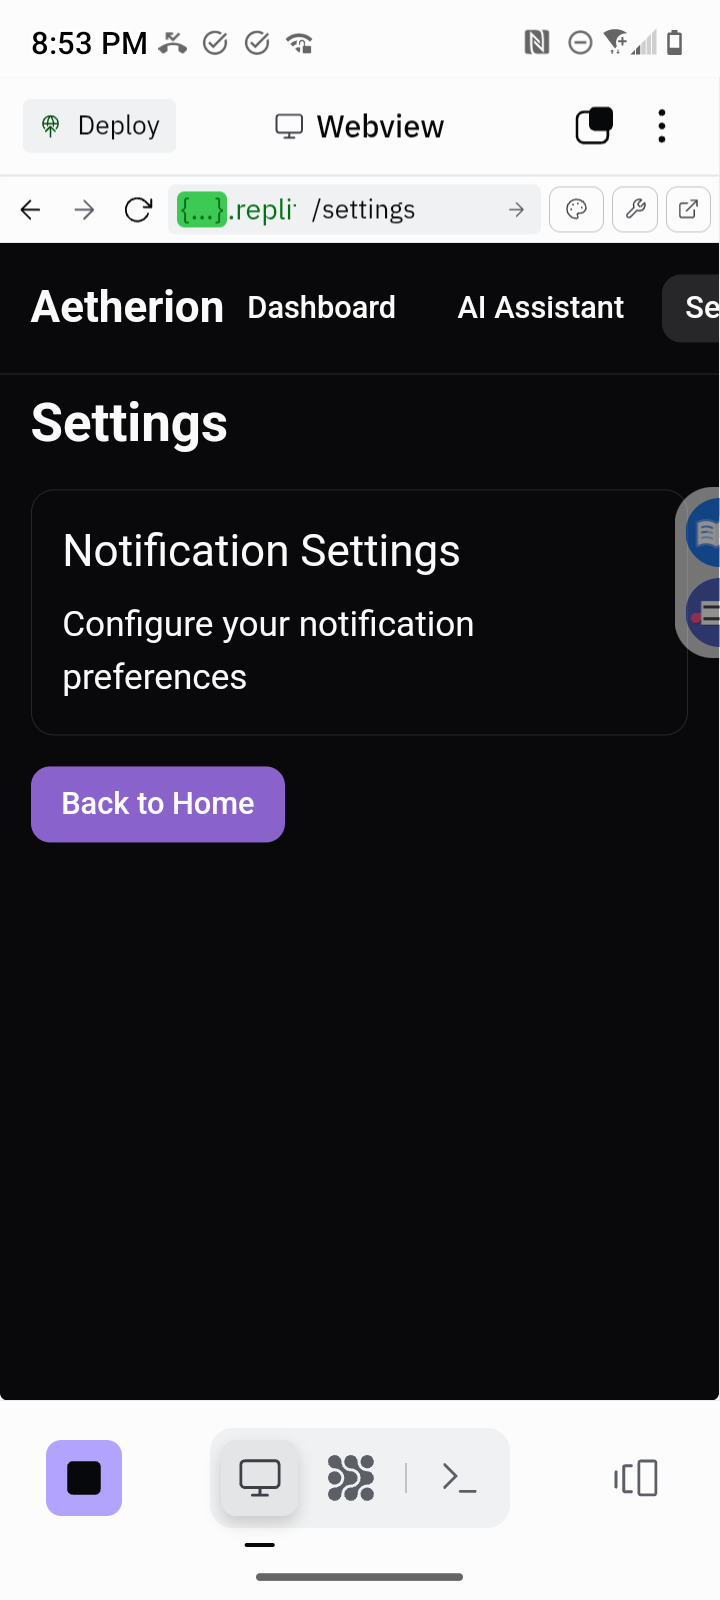 8:53 PM
Deploy
Webview
{...}.repli /settings
Aetherion Dashboard AI Assistant Se
Settings
Notification Settings
Configure your notification
preferences
Back to Home